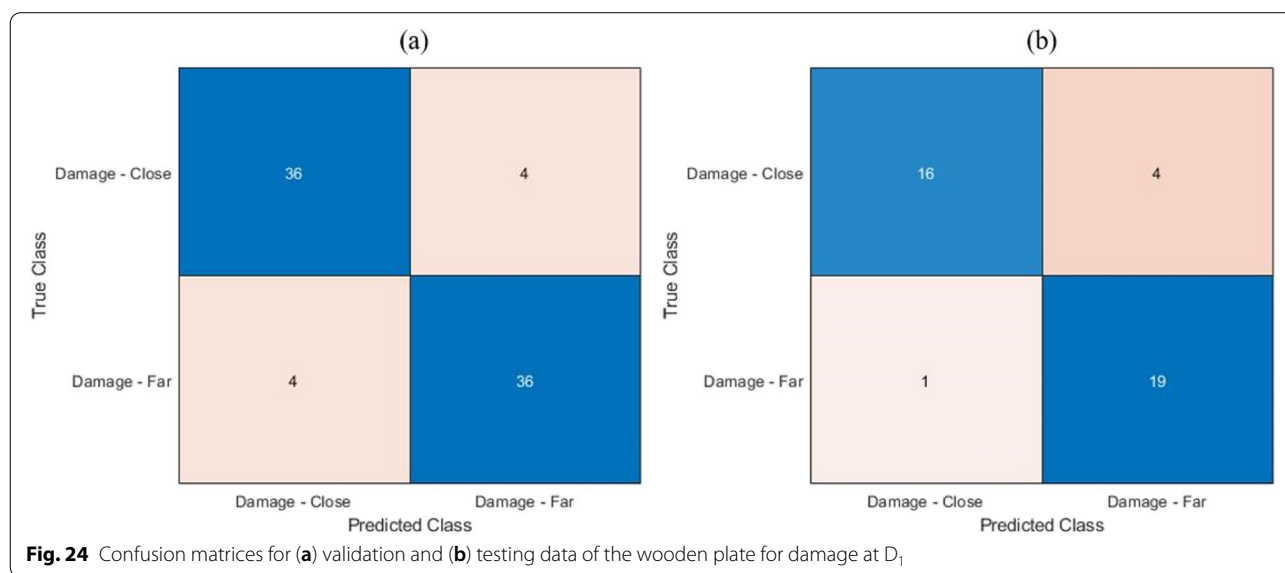 (a)
True Class
Damage - Close
36
4
Damage - Far
4
36
Damage - Close
Damage - Far
Predicted Class
(b)
True Class
Damage - Close
16
4
Damage - Far
1
19
Damage - Close
Damage - Far
Predicted Class
Fig. 24 Confusion matrices for (a) validation and (b) testing data of the wooden plate for damage at D₁